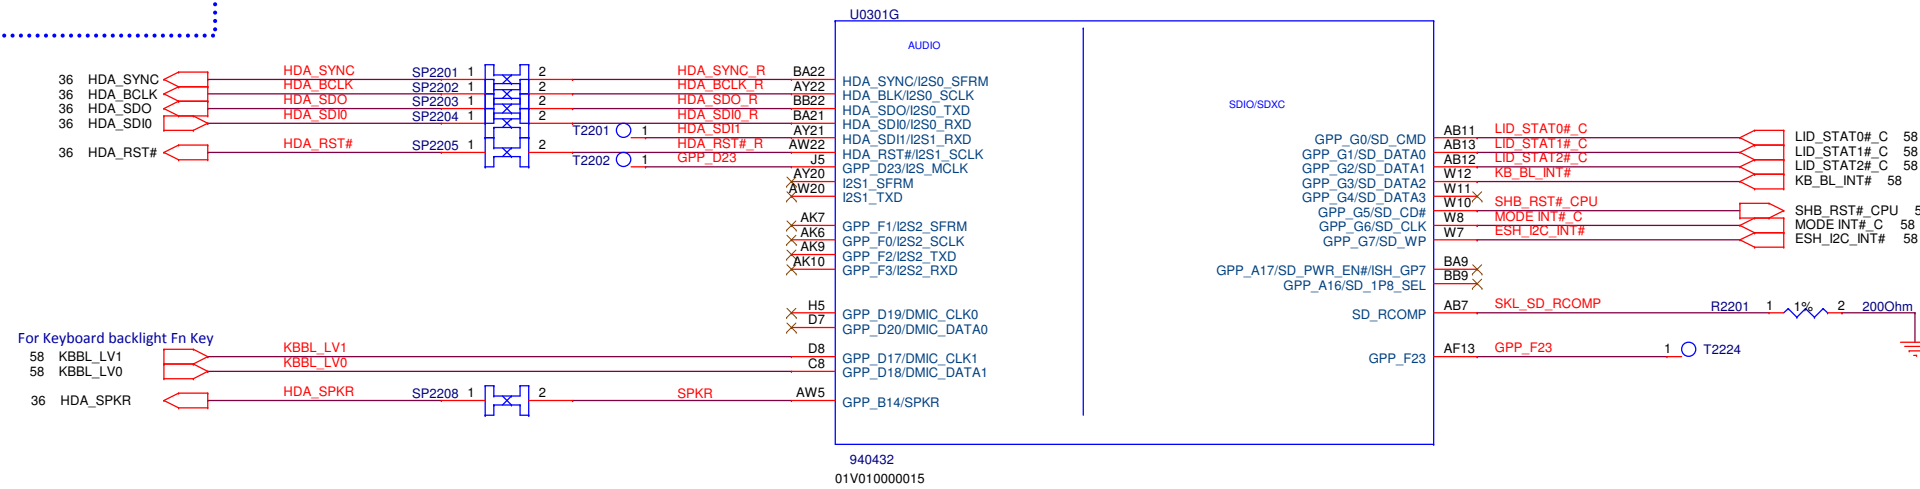 U0301G
AUDIO
SDIO/SDXC
36 HDA_SYNC HDA_SYNC SP2201 1 2 HDA_SYNC_R BA22 HDA_SYNC/I2S0_SFRM
36 HDA_BCLK HDA_BCLK SP2202 1 2 HDA_BCLK_R AY22 HDA_BLK/I2S0_SCLK
36 HDA_SDO HDA_SDO SP2203 1 2 HDA_SDO_R BB22 HDA_SDO/I2S0_TXD
36 HDA_SDI0 HDA_SDI0 SP2204 1 2 HDA_SDI0_R BA21 HDA_SDI0/I2S0_RXD
T2201 1 HDA_SDI1 AY21 HDA_SDI1/I2S1_RXD
36 HDA_RST# HDA_RST# SP2205 1 2 HDA_RST#_R AW22 HDA_RST#/I2S1_SCLK
T2202 1 GPP_D23 J5 GPP_D23/I2S_MCLK
AY20 I2S1_SFRM
AW20 I2S1_TXD
AK7 GPP_F1/I2S2_SFRM
AK6 GPP_F0/I2S2_SCLK
AK9 GPP_F2/I2S2_TXD
AK10 GPP_F3/I2S2_RXD
H5 GPP_D19/DMIC_CLK0
D7 GPP_D20/DMIC_DATA0
For Keyboard backlight Fn Key
58 KBBL_LV1 KBBL_LV1 D8 GPP_D17/DMIC_CLK1
58 KBBL_LV0 KBBL_LV0 C8 GPP_D18/DMIC_DATA1
36 HDA_SPKR HDA_SPKR SP2208 1 2 SPKR AW5 GPP_B14/SPKR
GPP_G0/SD_CMD AB11 LID_STAT0#_C LID_STAT0#_C 58
GPP_G1/SD_DATA0 AB13 LID_STAT1#_C LID_STAT1#_C 58
GPP_G2/SD_DATA1 AB12 LID_STAT2#_C LID_STAT2#_C 58
GPP_G3/SD_DATA2 W12 KB_BL_INT# KB_BL_INT# 58
GPP_G4/SD_DATA3 W11
GPP_G5/SD_CD# W10 SHB_RST#_CPU SHB_RST#_CPU 5
GPP_G6/SD_CLK W8 MODE INT#_C MODE INT#_C 58
GPP_G7/SD_WP W7 ESH_I2C_INT# ESH_I2C_INT# 58
GPP_A17/SD_PWR_EN#/ISH_GP7 BA9
GPP_A16/SD_1P8_SEL BB9
SD_RCOMP AB7 SKL_SD_RCOMP R2201 1 1% 2 200Ohm
GPP_F23 AF13 GPP_F23 1 T2224
940432
01V010000015